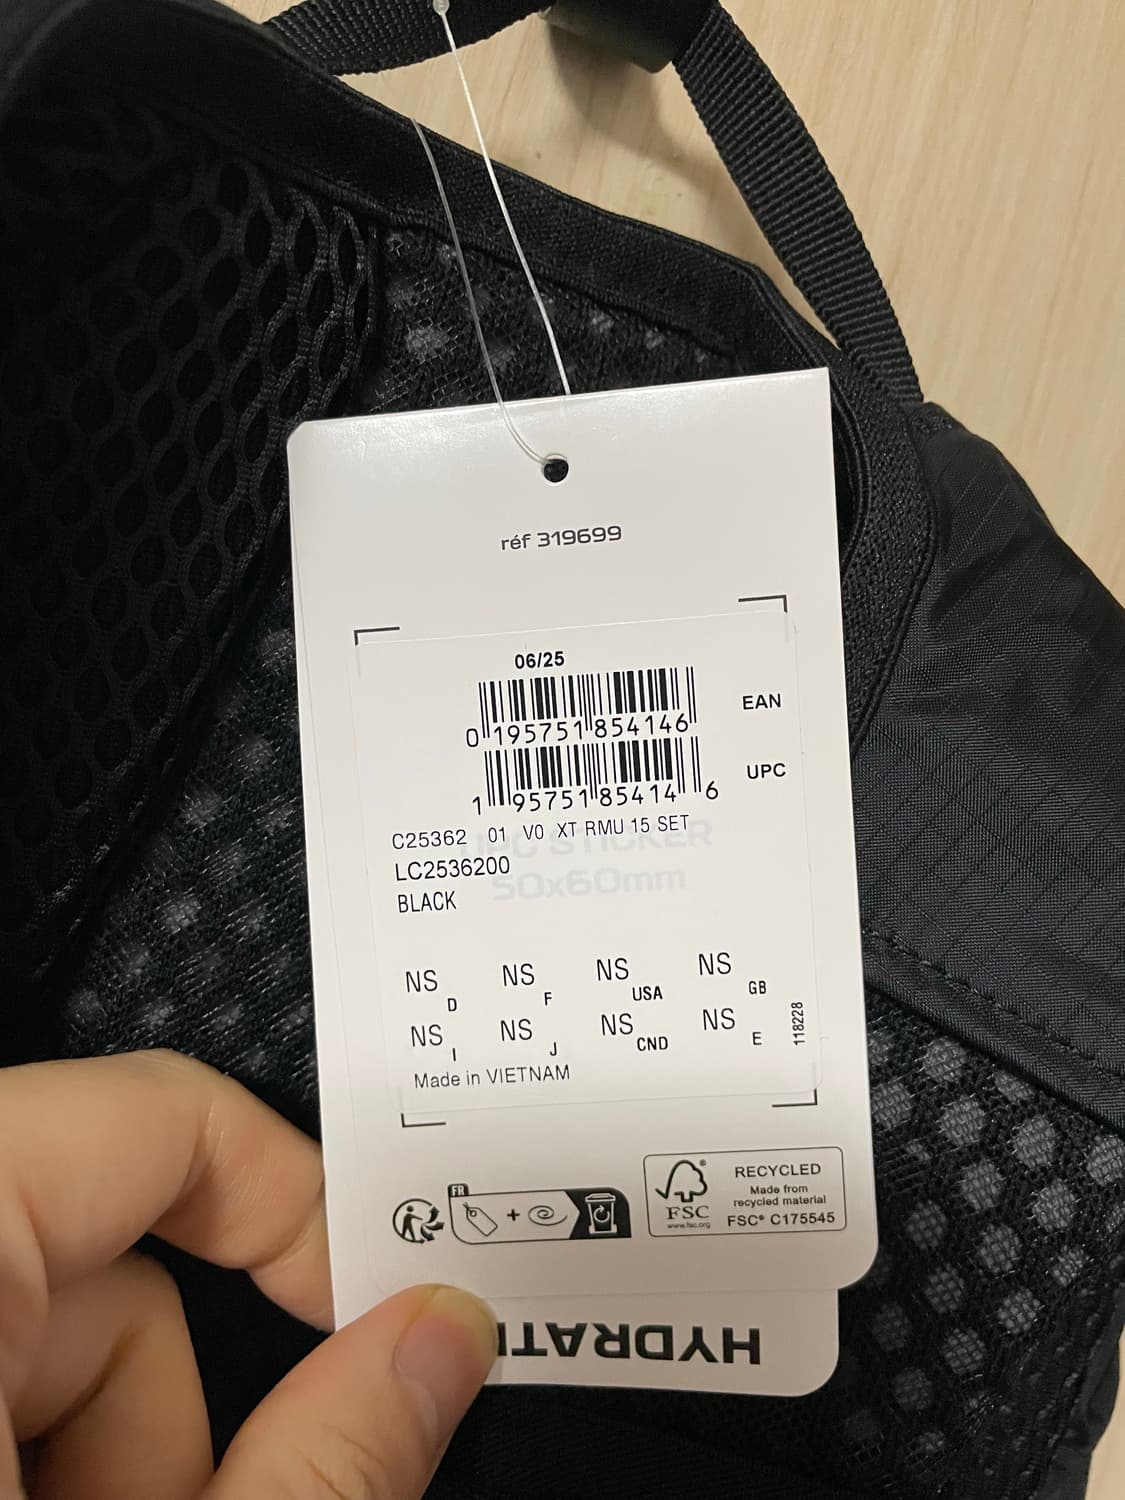 réf 319699
06/25
EAN
0 195751 854146
UPC
1 95751 85414 6
C25362 01 V0 XT RMU 15 SET
UPC STICKER
LC2536200
50x60mm
BLACK
NS D NS F NS USA NS GB
NS I NS J NS CND NS E
118228
Made in VIETNAM
FR
+
FSC®
www.fsc.org
RECYCLED
Made from
recycled material
FSC® C175545
HYDRATI